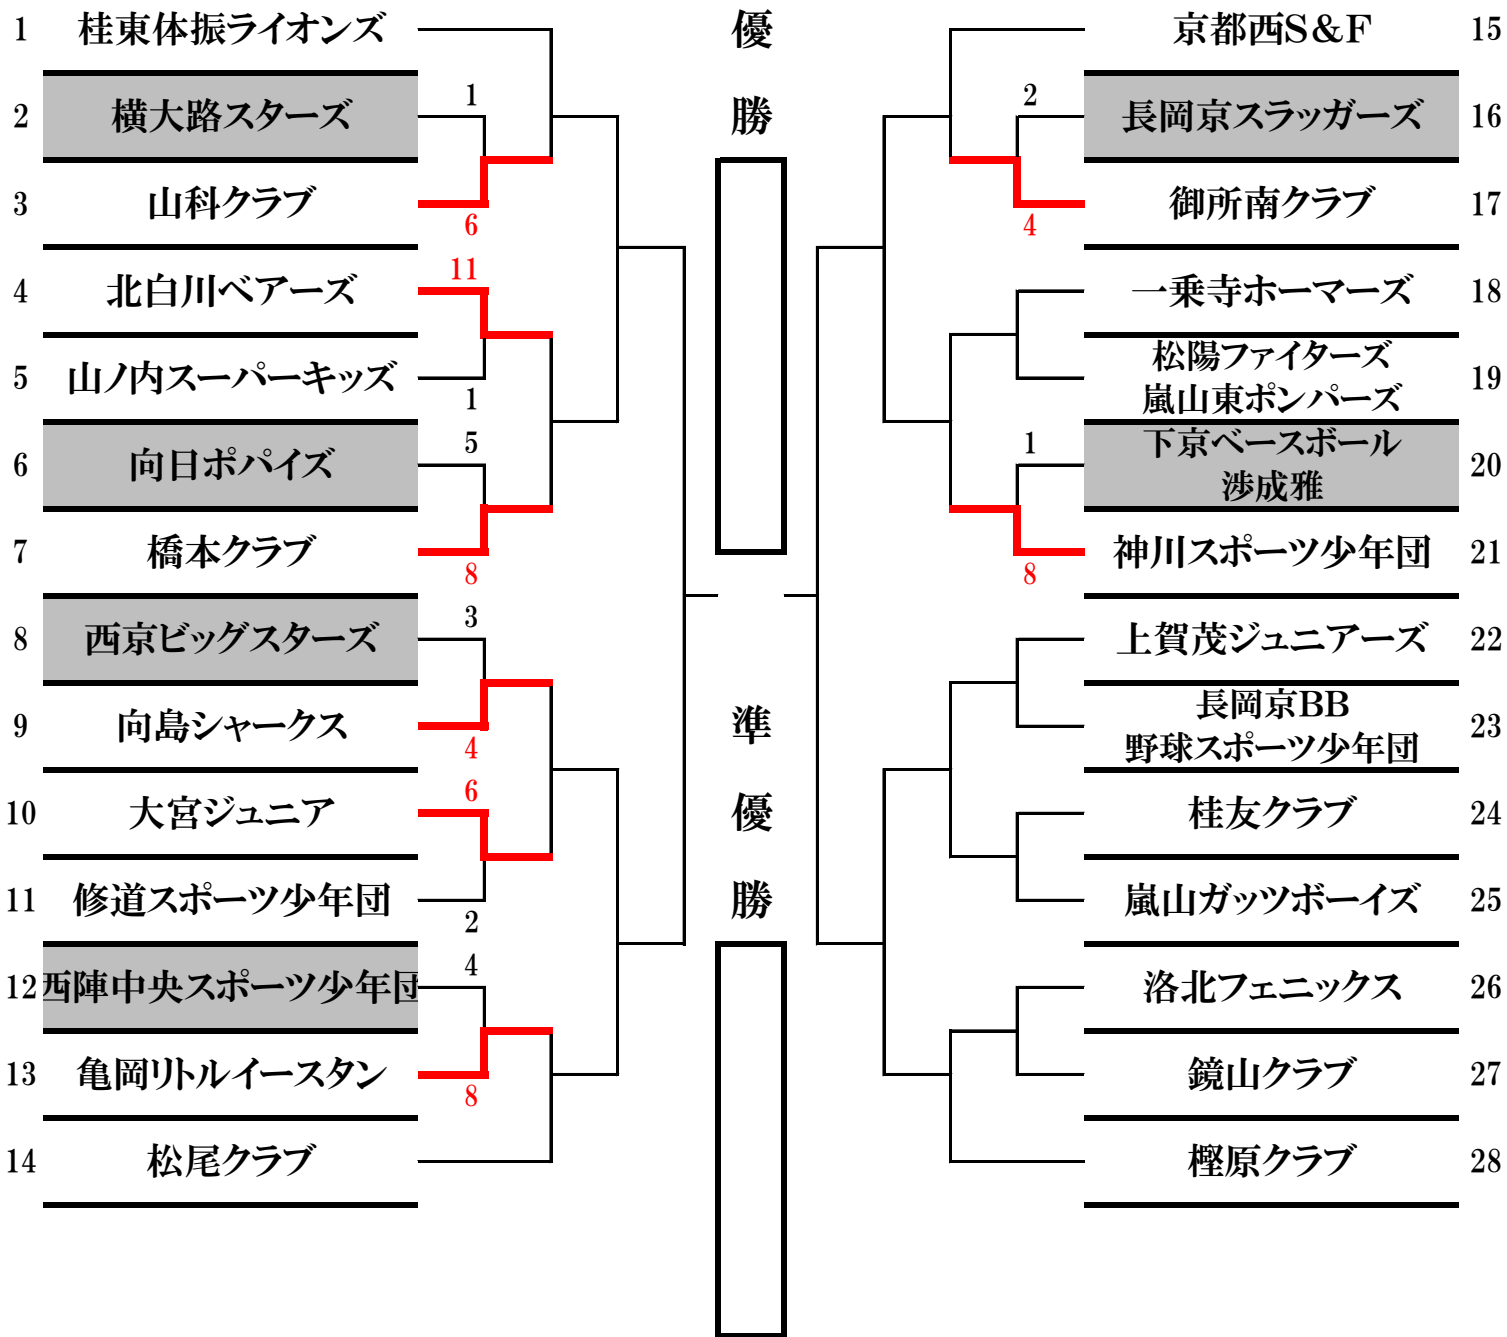 1 桂東体振ライオンズ
2 横大路スターズ 1
3 山科クラブ 6
4 北白川ベアーズ 11
5 山ノ内スーパーキッズ 1
6 向日ポパイズ 5
7 橋本クラブ 8
8 西京ビッグスターズ 3
9 向島シャークス 4
10 大宮ジュニア 6
11 修道スポーツ少年団 2
12 西陣中央スポーツ少年団 4
13 亀岡リトルイースタン 8
14 松尾クラブ
優
勝
準
優
勝
京都西S&F 15
2 長岡京スラッガーズ 16
4 御所南クラブ 17
一乗寺ホーマーズ 18
松陽ファイターズ
嵐山東ポンパーズ 19
1 下京ベースボール
渉成雅 20
8 神川スポーツ少年団 21
上賀茂ジュニアーズ 22
長岡京BB
野球スポーツ少年団 23
桂友クラブ 24
嵐山ガッツボーイズ 25
洛北フェニックス 26
鏡山クラブ 27
樫原クラブ 28